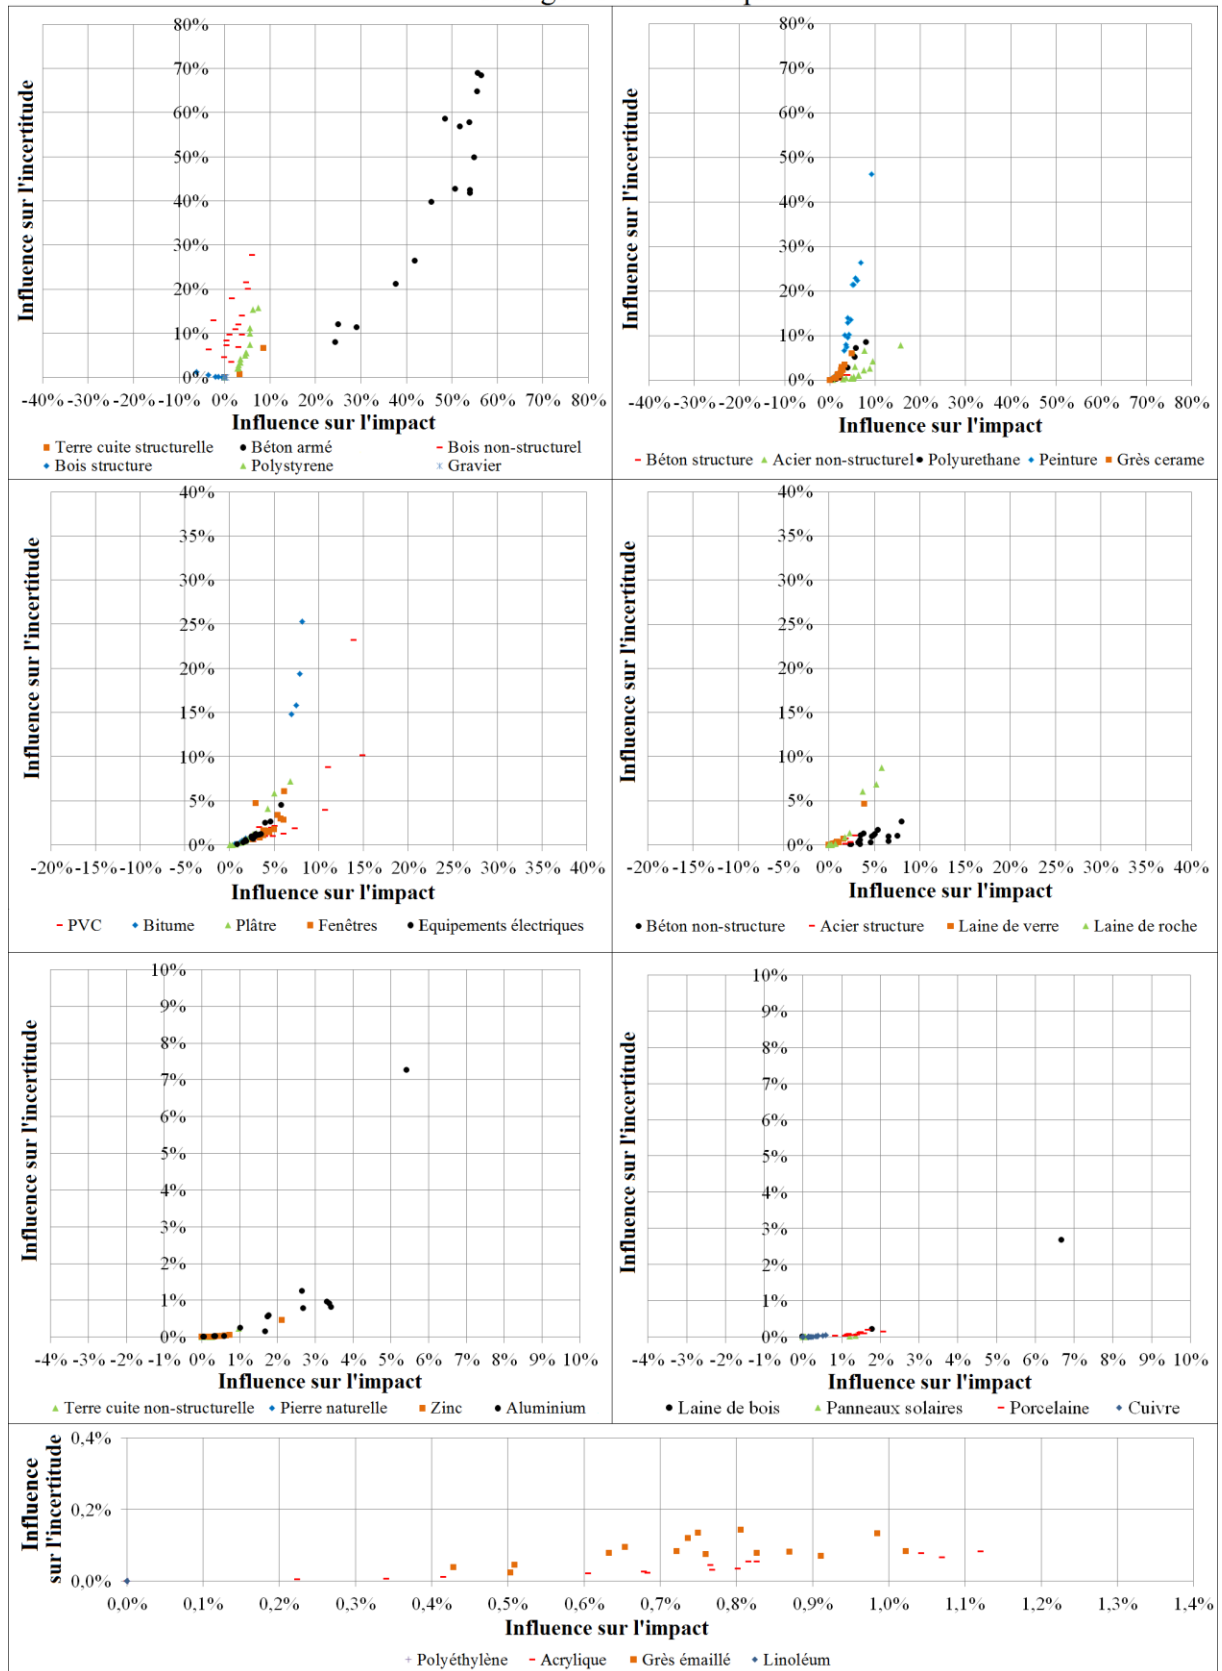 80%
70%
60%
50%
40%
30%
20%
10%
0%
-40% -30% -20% -10% 0% 10% 20% 30% 40% 50% 60% 70% 80%
Influence sur l'incertitude
Influence sur l'impact
Terre cuite structurelle Béton armé Bois non-structurel
Bois structure Polystyrene Gravier
80%
70%
60%
50%
40%
30%
20%
10%
0%
-40% -30% -20% -10% 0% 10% 20% 30% 40% 50% 60% 70% 80%
Influence sur l'incertitude
Influence sur l'impact
Béton structure Acier non-structurel Polyurethane Peinture Grès cerame
40%
35%
30%
25%
20%
15%
10%
5%
0%
-20% -15% -10% -5% 0% 5% 10% 15% 20% 25% 30% 35% 40%
Influence sur l'incertitude
Influence sur l'impact
PVC Bitume Plâtre Fenêtres Equipements électriques
40%
35%
30%
25%
20%
15%
10%
5%
0%
-20% -15% -10% -5% 0% 5% 10% 15% 20% 25% 30% 35% 40%
Influence sur l'incertitude
Influence sur l'impact
Béton non-structure Acier structure Laine de verre Laine de roche
10%
9%
8%
7%
6%
5%
4%
3%
2%
1%
0%
-4% -3% -2% -1% 0% 1% 2% 3% 4% 5% 6% 7% 8% 9% 10%
Influence sur l'incertitude
Influence sur l'impact
Terre cuite non-structurelle Pierre naturelle Zinc Aluminium
10%
9%
8%
7%
6%
5%
4%
3%
2%
1%
0%
-4% -3% -2% -1% 0% 1% 2% 3% 4% 5% 6% 7% 8% 9% 10%
Influence sur l'incertitude
Influence sur l'impact
Laine de bois Panneaux solaires Porcelaine Cuivre
0,4%
0,2%
0,0%
0,0% 0,1% 0,2% 0,3% 0,4% 0,5% 0,6% 0,7% 0,8% 0,9% 1,0% 1,1% 1,2% 1,3% 1,4%
Influence
sur l'incertitude
Influence sur l'impact
Polyéthylène Acrylique Grès émaillé Linoléum